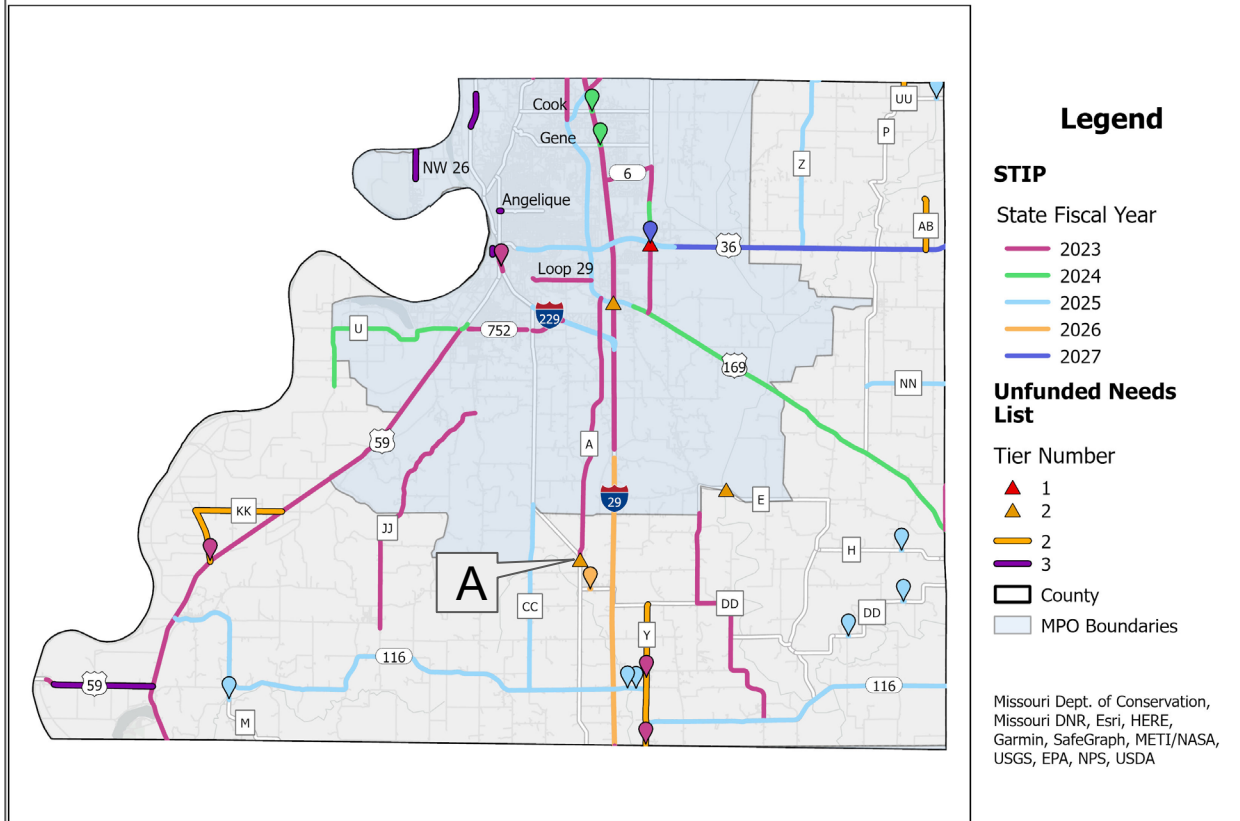 Cook
Gene
NW 26
Angelique
6
Z
UU
P
AB
36
Loop 29
229
752
U
169
NN
59
A
29
E
KK
JJ
H
A
CC
DD
DD
Y
116
116
59
M
Legend
STIP
State Fiscal Year
2023
2024
2025
2026
2027
Unfunded Needs
List
Tier Number
1
2
2
3
County
MPO Boundaries
Missouri Dept. of Conservation,
Missouri DNR, Esri, HERE,
Garmin, SafeGraph, METI/NASA,
USGS, EPA, NPS, USDA